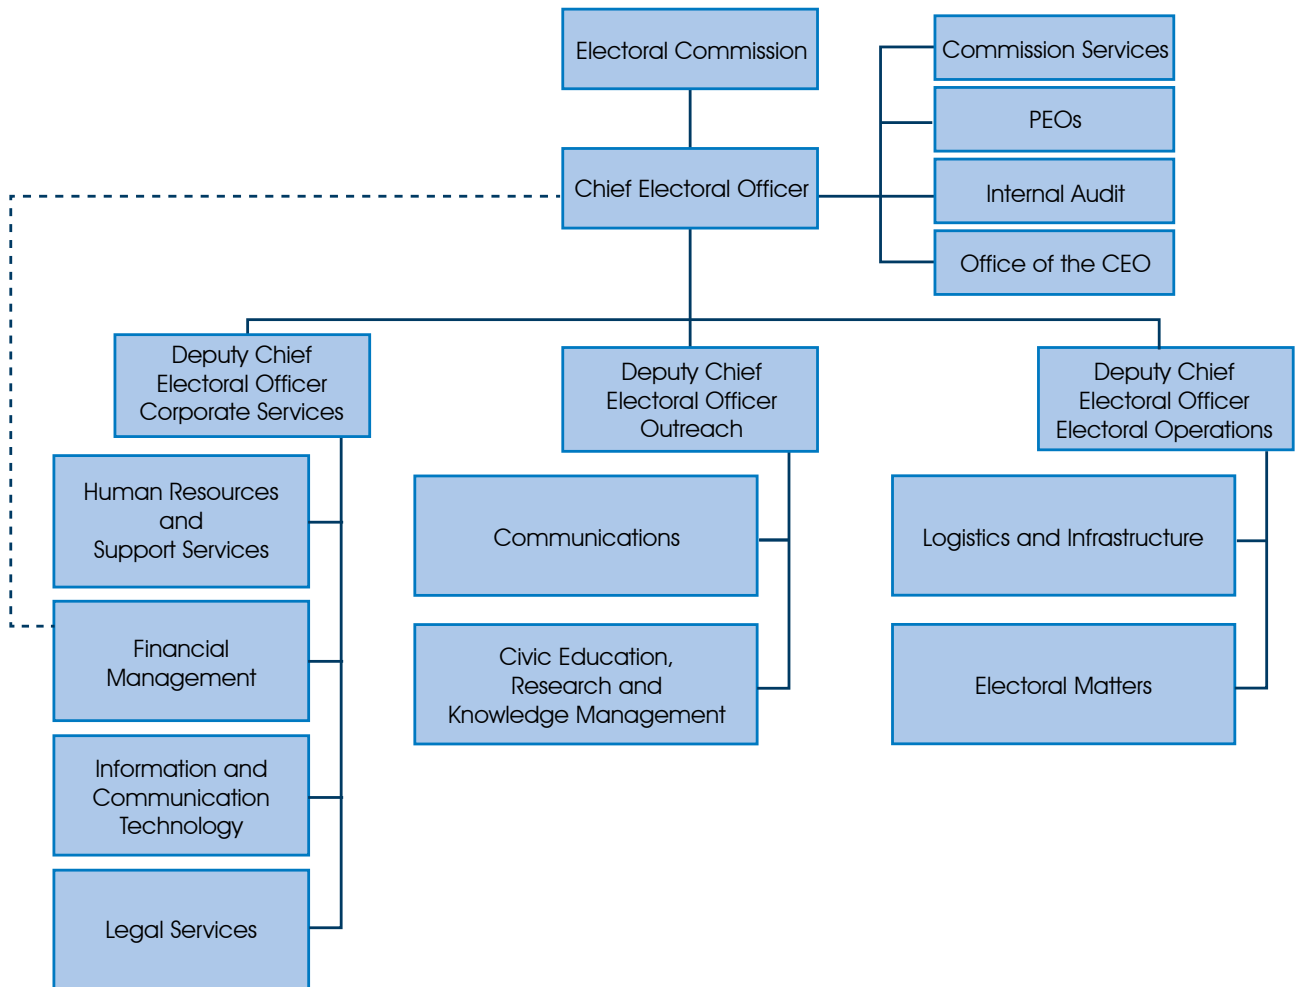 Electoral Commission
Chief Electoral Officer
Commission Services
PEOs
Internal Audit
Office of the CEO
Deputy Chief
Electoral Officer
Corporate Services
Human Resources
and
Support Services
Financial
Management
Information and
Communication
Technology
Legal Services
Deputy Chief
Electoral Officer
Outreach
Communications
Civic Education,
Research and
Knowledge Management
Deputy Chief
Electoral Officer
Electoral Operations
Logistics and Infrastructure
Electoral Matters